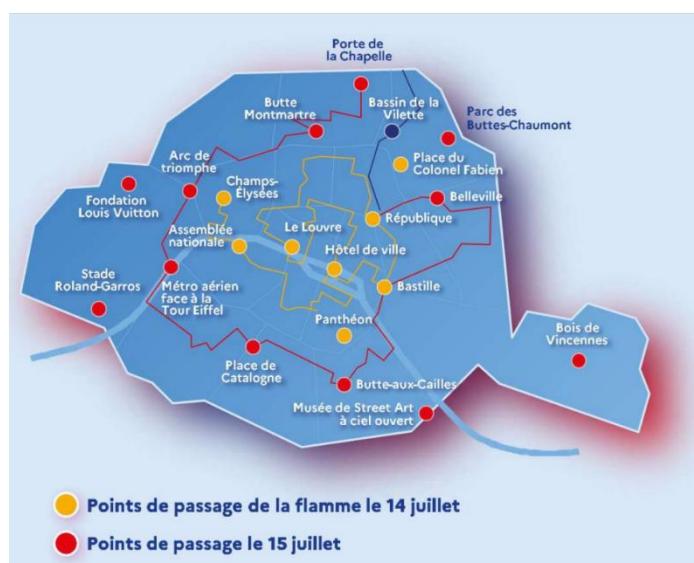 Porte de
la Chapelle
Butte
Montmartre
Bassin de la
Vilette
Parc des
Buttes-Chaumont
Arc de
triomphe
Place du
Colonel Fabien
Fondation
Louis Vuitton
Champs-
Élysées
Belleville
Assemblée
nationale
Le Louvre
République
Hôtel de ville
Stade
Roland-Garros
Métro aérien
face à la
Tour Eiffel
Bastille
Panthéon
Bois de
Vincennes
Place de
Catalogne
Butte-aux-Cailles
Musée de Street Art
à ciel ouvert
Points de passage de la flamme le 14 juillet
Points de passage le 15 juillet